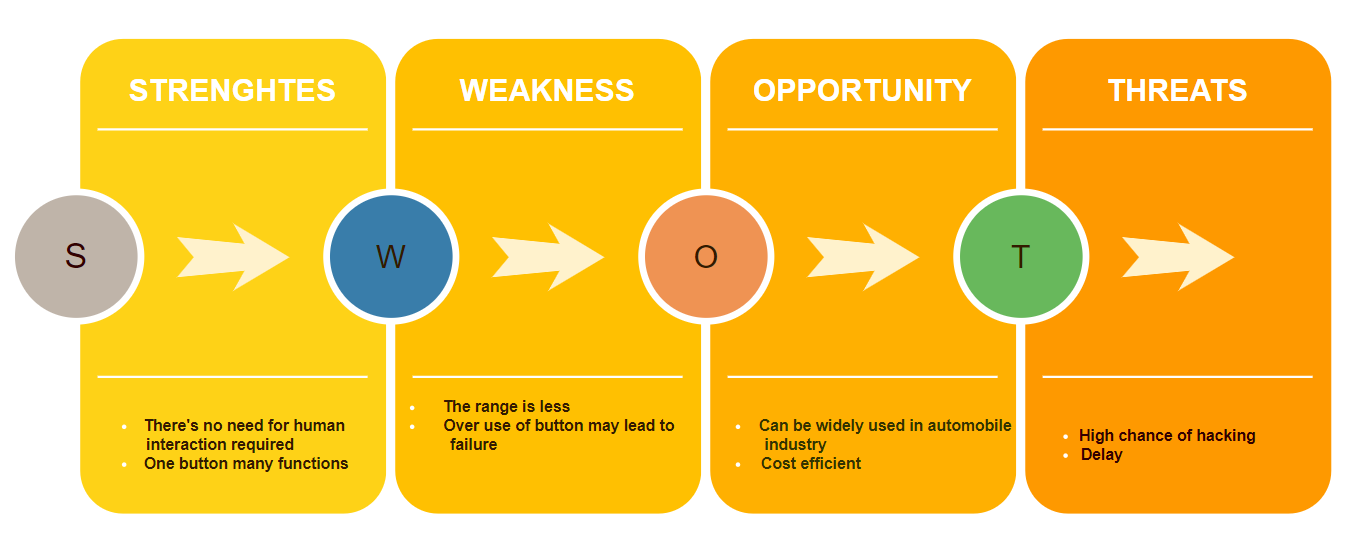 STRENGHTES
WEAKNESS
OPPORTUNITY
THREATS
S
W
O
T
• There's no need for human
interaction required
• One button many functions
• The range is less
• Over use of button may lead to
failure
• Can be widely used in automobile
industry
• Cost efficient
• High chance of hacking
• Delay